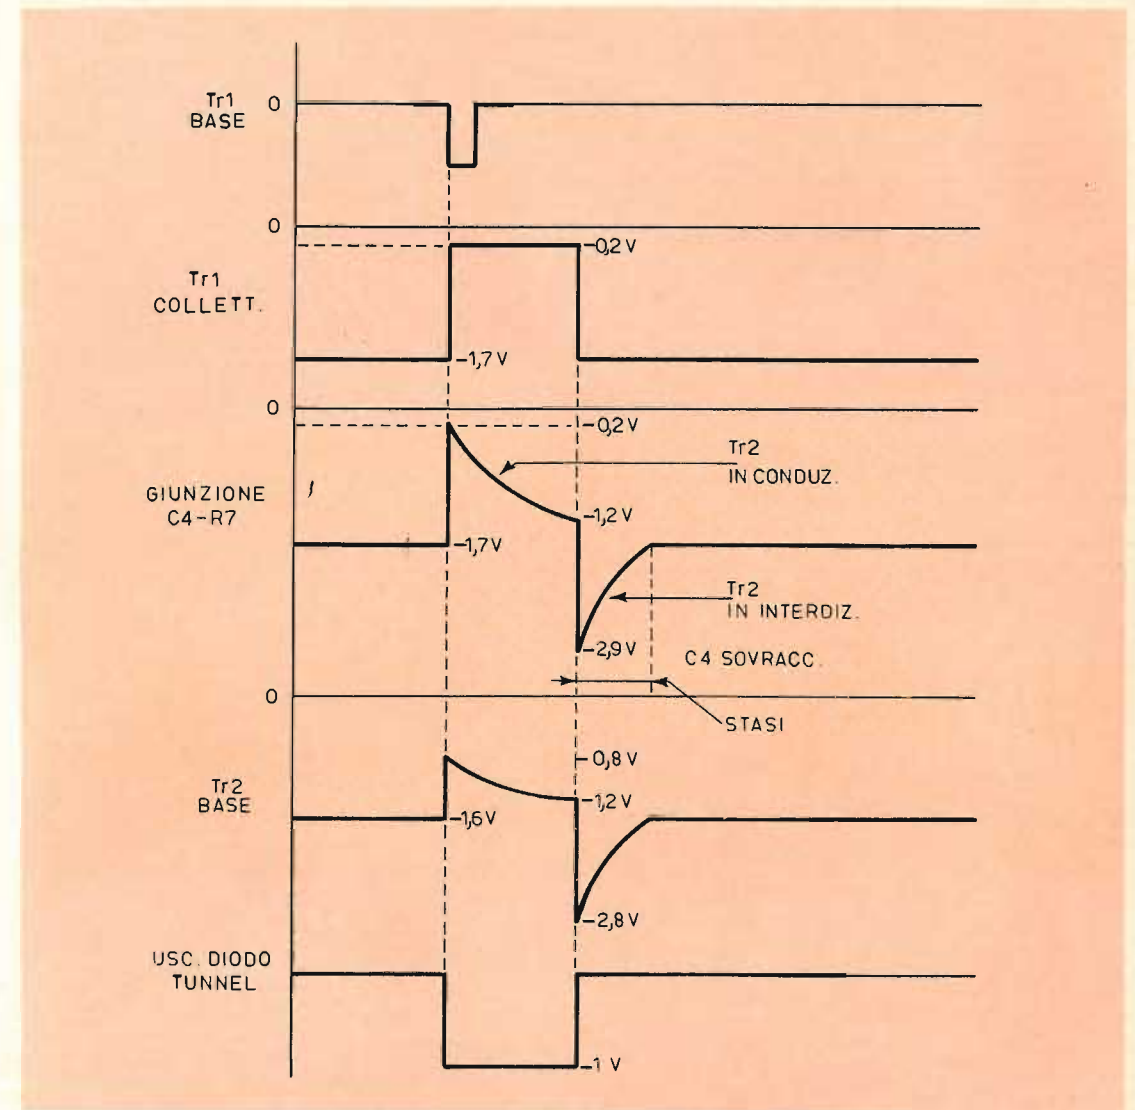 Tr1
BASE
0
0
-0,2 V
Tr1
COLLETT.
-1,7 V
0
-0,2 V
Tr2
IN CONDUZ.
GIUNZIONE
C4-R7
-1,2 V
-1,7V
Tr2
IN INTERDIZ.
-2,9 V
C4 SOVRACC.
0
STASI
-0,8 V
Tr2
BASE
-1,2 V
-1,6 V
-2,8 V
USC. DIODO
TUNNEL
-1 V